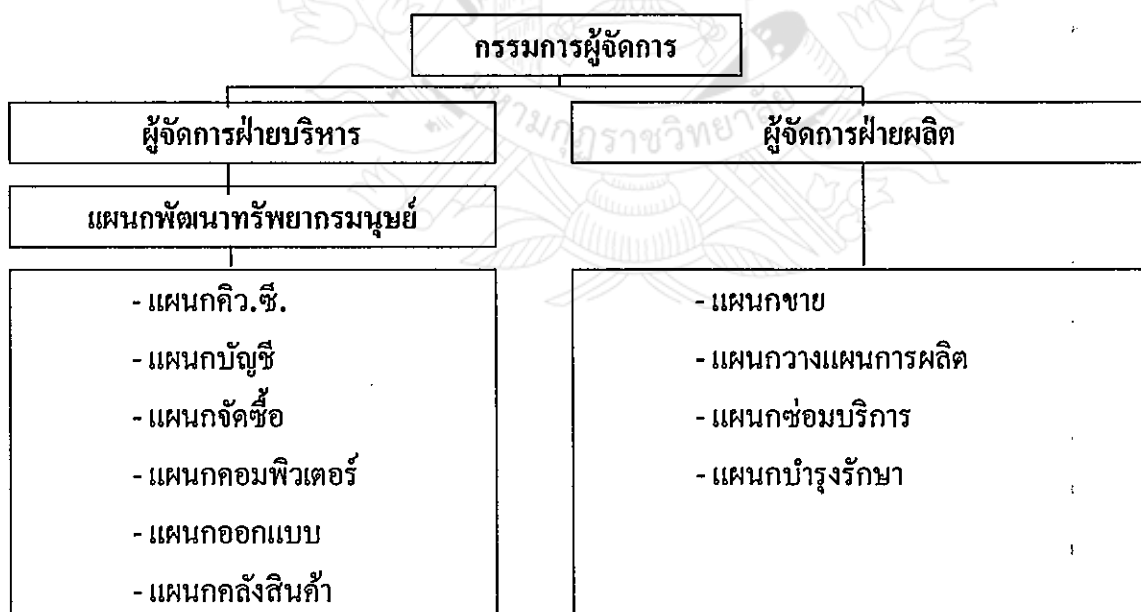 กรรมการผู้จัดการ
ผู้จัดการฝ่ายบริหาร
ผู้จัดการฝ่ายผลิต
แผนกพัฒนาทรัพยากรมนุษย์
- แผนกคิว.ซี.
- แผนกบัญชี
- แผนกจัดซื้อ
- แผนกคอมพิวเตอร์
- แผนกออกแบบ
- แผนกคลังสินค้า
- แผนกขาย
- แผนกวางแผนการผลิต
- แผนกซ่อมบริการ
- แผนกบำรุงรักษา